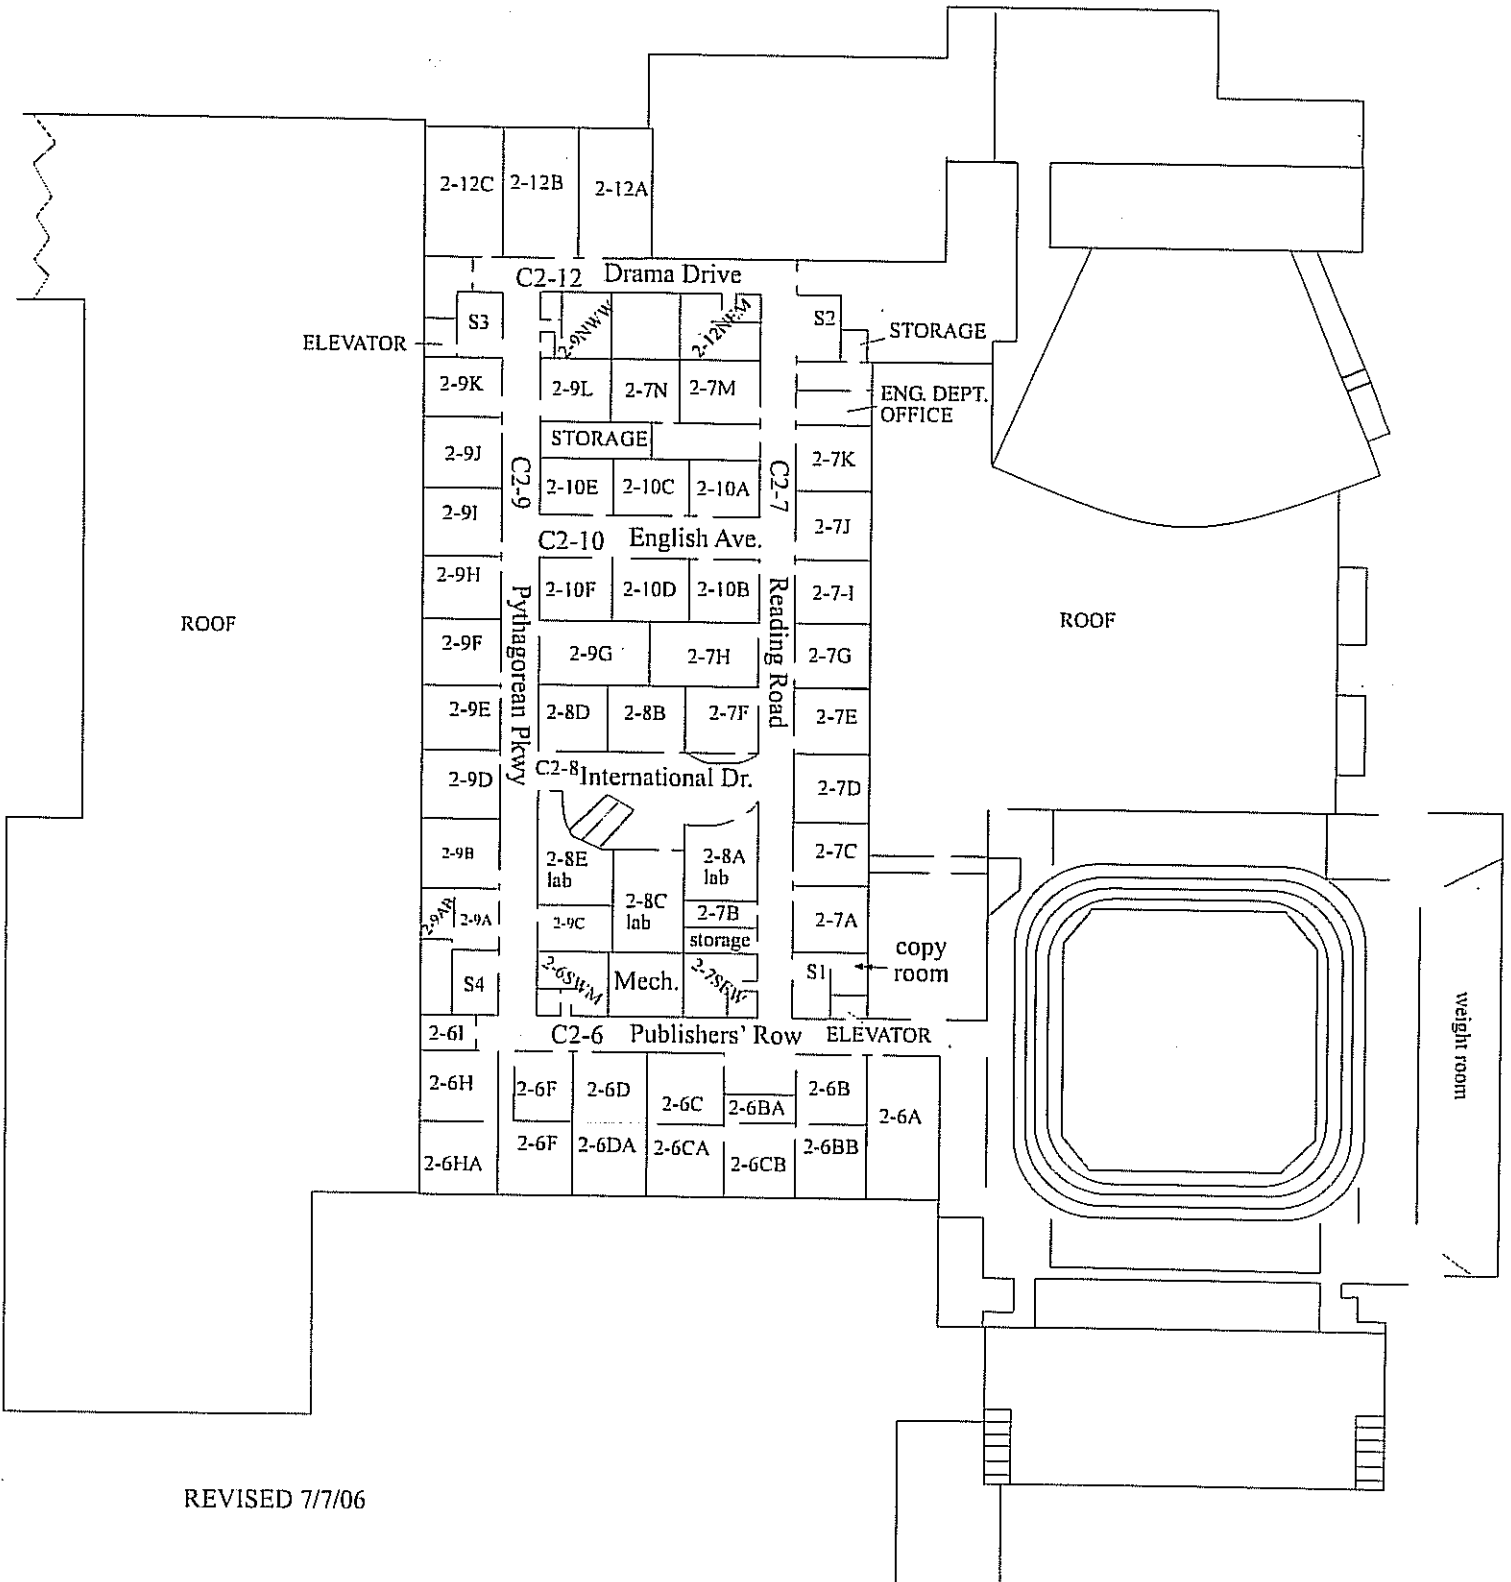 2-12C 2-12B 2-12A
C2-12 Drama Drive
S3 2-9NWW 2-12NEM S2
ELEVATOR STORAGE
2-9K 2-9L 2-7N 2-7M ENG. DEPT.
OFFICE
STORAGE
2-9J C2-9 2-10E 2-10C 2-10A C2-7 2-7K
2-9I 2-7J
C2-10 English Ave.
2-9H 2-10F 2-10D 2-10B 2-7-I
ROOF Pythagorean Pkwy Reading Road ROOF
2-9F 2-9G 2-7H 2-7G
2-9E 2-8D 2-8B 2-7F 2-7E
C2-8 International Dr.
2-9D 2-7D
2-9B 2-8E
lab
2-8A
lab
2-7C
2-9AB 2-9A 2-9C 2-8C
lab
2-7B
storage
2-7A
copy
room
S4 2-6SWM Mech. 2-7SEW S1
2-6I C2-6 Publishers' Row ELEVATOR
weight room
2-6H 2-6F 2-6D 2-6C 2-6BA 2-6B 2-6A
2-6HA 2-6F 2-6DA 2-6CA 2-6CB 2-6BB
REVISED 7/7/06